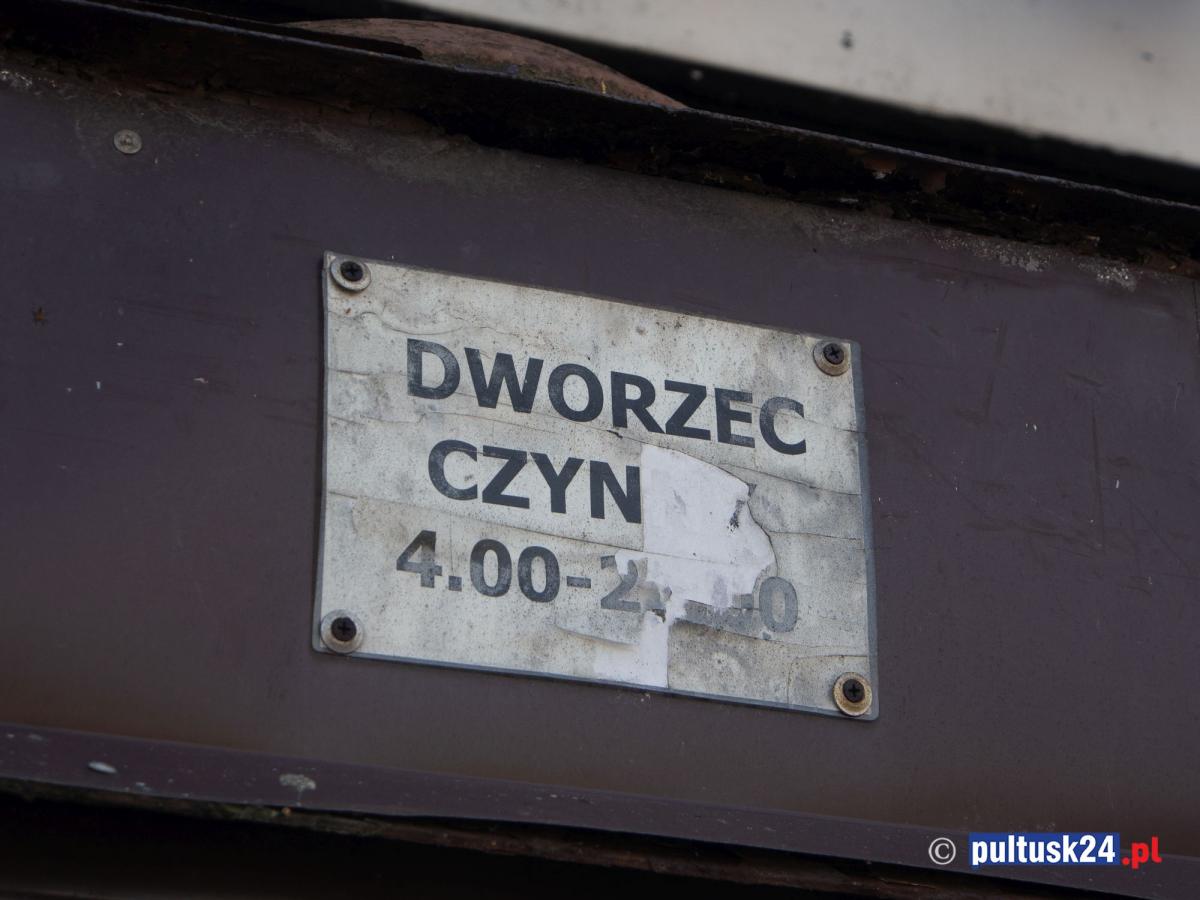 DWORZEC
CZYN
4.00-2
© pultusk24.pl